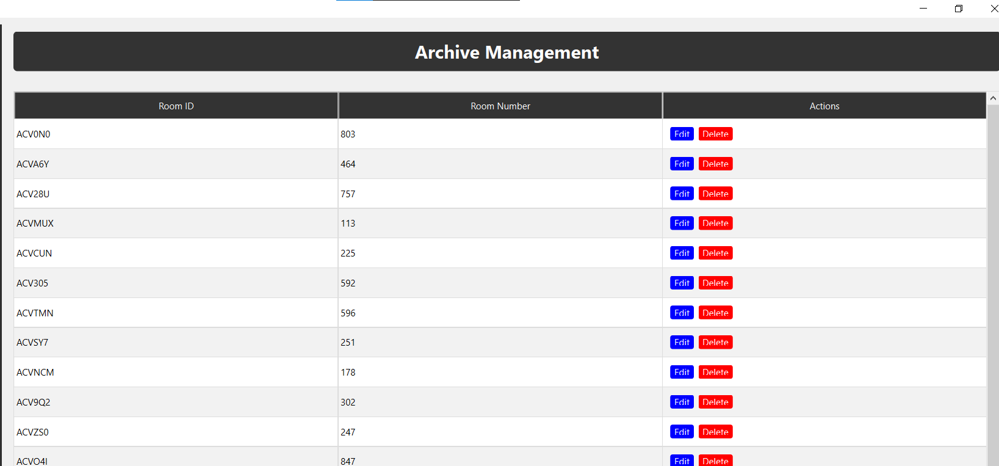 Archive Management
Room ID Room Number Actions
ACV0N0 803 Edit Delete
ACVA6Y 464 Edit Delete
ACV28U 757 Edit Delete
ACVMUX 113 Edit Delete
ACVCUN 225 Edit Delete
ACV305 592 Edit Delete
ACVTMN 596 Edit Delete
ACVSY7 251 Edit Delete
ACVNCM 178 Edit Delete
ACV9Q2 302 Edit Delete
ACVZS0 247 Edit Delete
847 Edit Delete